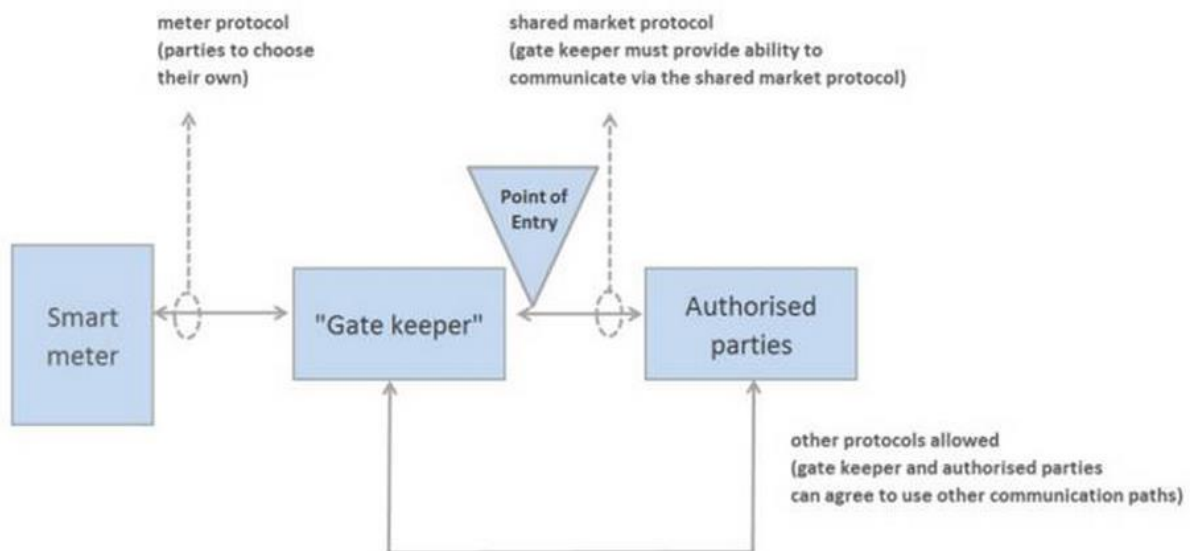 meter protocol
(parties to choose
their own)
shared market protocol
(gate keeper must provide ability to
communicate via the shared market protocol)
Point of
Entry
Smart
meter
"Gate keeper"
Authorised
parties
other protocols allowed
(gate keeper and authorised parties
can agree to use other communication paths)